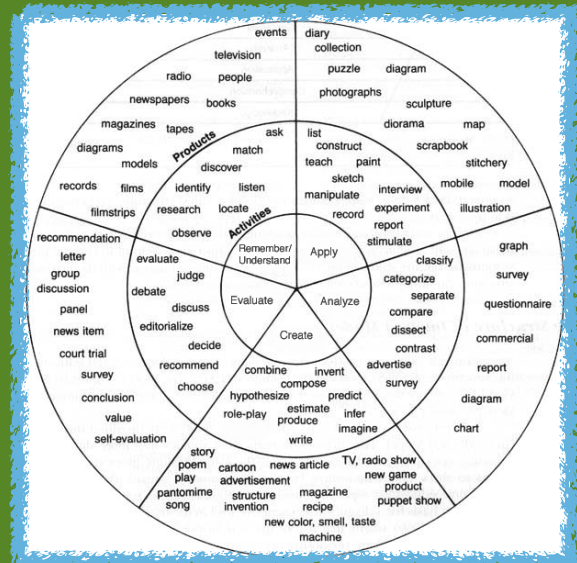 events
television
radio
people
newspapers
books
magazines
tapes
diagrams
models
records
films
filmstrips
Products
ask
match
discover
identify
listen
research
locate
observe
Activities
Remember/
Understand
diary
collection
puzzle
diagram
photographs
sculpture
diorama
map
scrapbook
stitchery
mobile
model
illustration
list
construct
teach
paint
sketch
manipulate
interview
record
experiment
report
stimulate
Apply
graph
survey
questionnaire
commercial
report
diagram
chart
classify
categorize
separate
compare
dissect
contrast
advertise
survey
Analyze
combine
invent
compose
hypothesize
predict
estimate
role-play
produce
infer
imagine
write
Create
story
poem
play
pantomime
song
cartoon
news article
advertisement
structure
invention
magazine
recipe
TV, radio show
new game
product
puppet show
new color, smell, taste
machine
recommendation
letter
group
discussion
panel
news item
court trial
survey
conclusion
value
self-evaluation
evaluate
judge
debate
discuss
editorialize
decide
recommend
choose
Evaluate